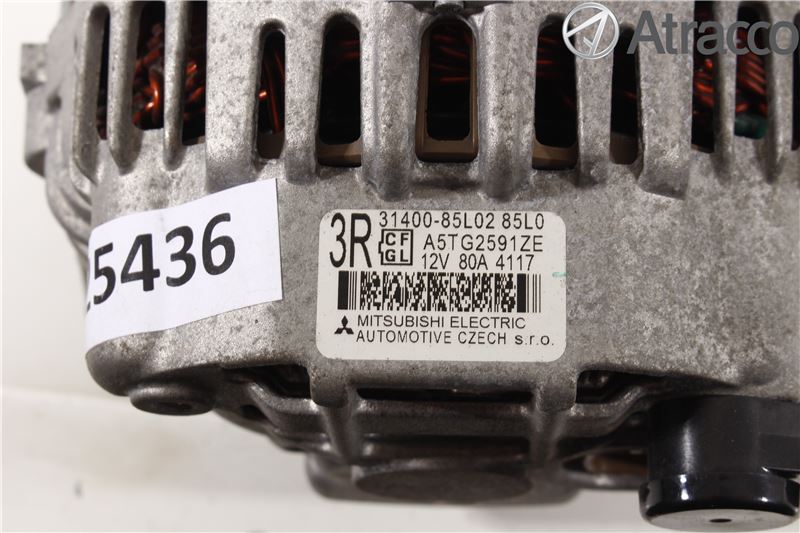 Atracco
31400-85L02 85L0
3R CF GL A5TG2591ZE
12V 80A 4117
MITSUBISHI ELECTRIC
AUTOMOTIVE CZECH s.r.o.
5436